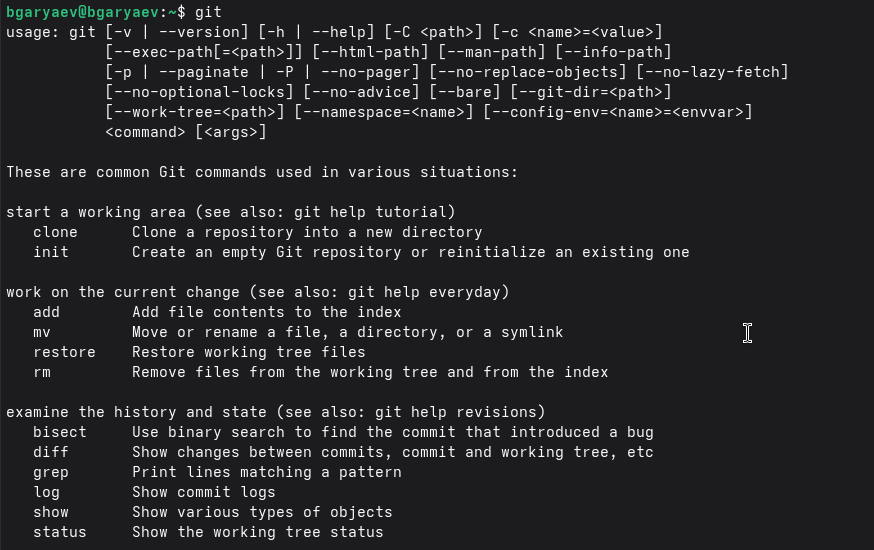 bgaryaev@bgaryaev:~$ git
usage: git [-v | --version] [-h | --help] [-C <path>] [-c <name>=<value>]
           [--exec-path[=<path>]] [--html-path] [--man-path] [--info-path]
           [-p | --paginate | -P | --no-pager] [--no-replace-objects] [--no-lazy-fetch]
           [--no-optional-locks] [--no-advice] [--bare] [--git-dir=<path>]
           [--work-tree=<path>] [--namespace=<name>] [--config-env=<name>=<envvar>]
           <command> [<args>]

These are common Git commands used in various situations:

start a working area (see also: git help tutorial)
   clone      Clone a repository into a new directory
   init       Create an empty Git repository or reinitialize an existing one

work on the current change (see also: git help everyday)
   add        Add file contents to the index
   mv         Move or rename a file, a directory, or a symlink
   restore    Restore working tree files
   rm         Remove files from the working tree and from the index

examine the history and state (see also: git help revisions)
   bisect     Use binary search to find the commit that introduced a bug
   diff       Show changes between commits, commit and working tree, etc
   grep       Print lines matching a pattern
   log        Show commit logs
   show       Show various types of objects
   status     Show the working tree status